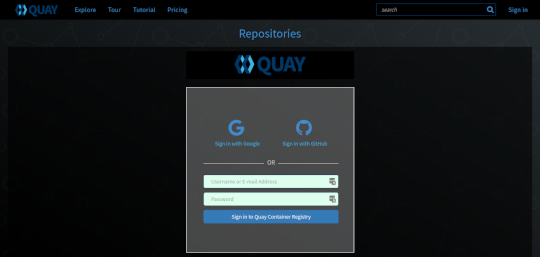 QUAY Explore Tour Tutorial Pricing search Sign in
Repositories
QUAY
Sign in with Google Sign in with GitHub
OR
Username or E-mail Address
Password
Sign in to Quay Container Registry